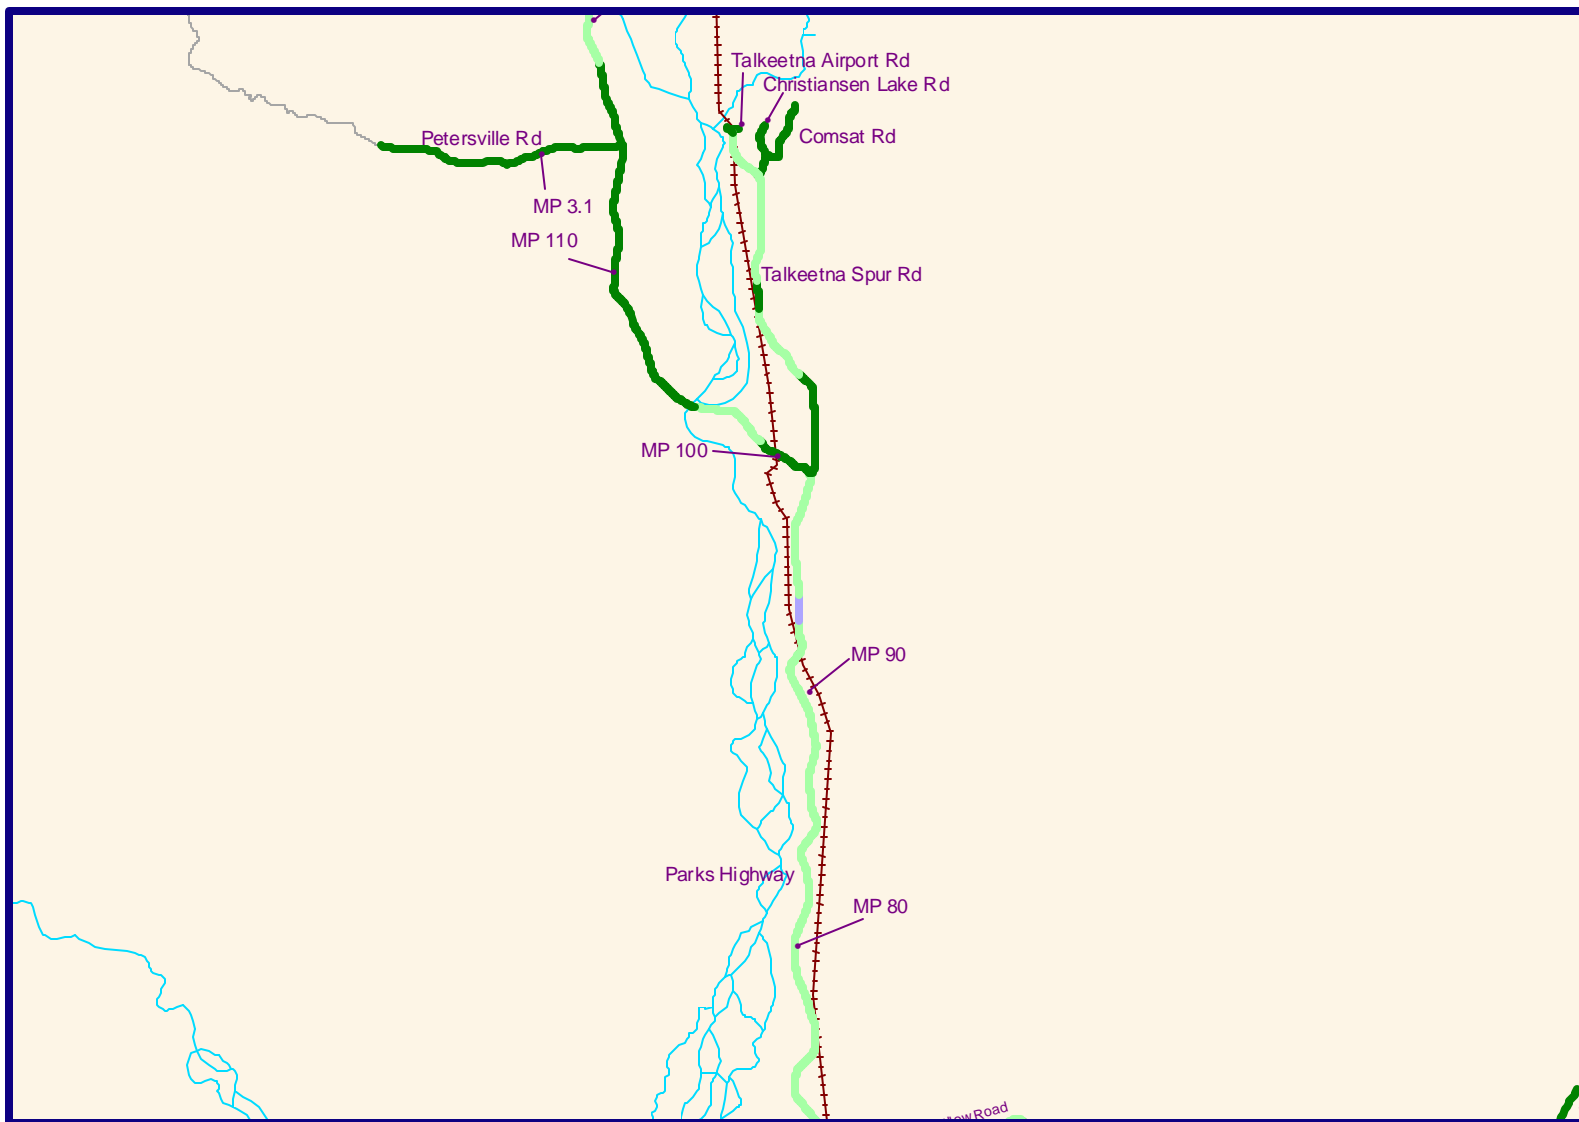 Talkeetna Airport Rd
Christiansen Lake Rd
Petersville Rd
Comsat Rd
MP 3.1
MP 110
Talkeetna Spur Rd
MP 100
MP 90
Parks Highway
MP 80
Road